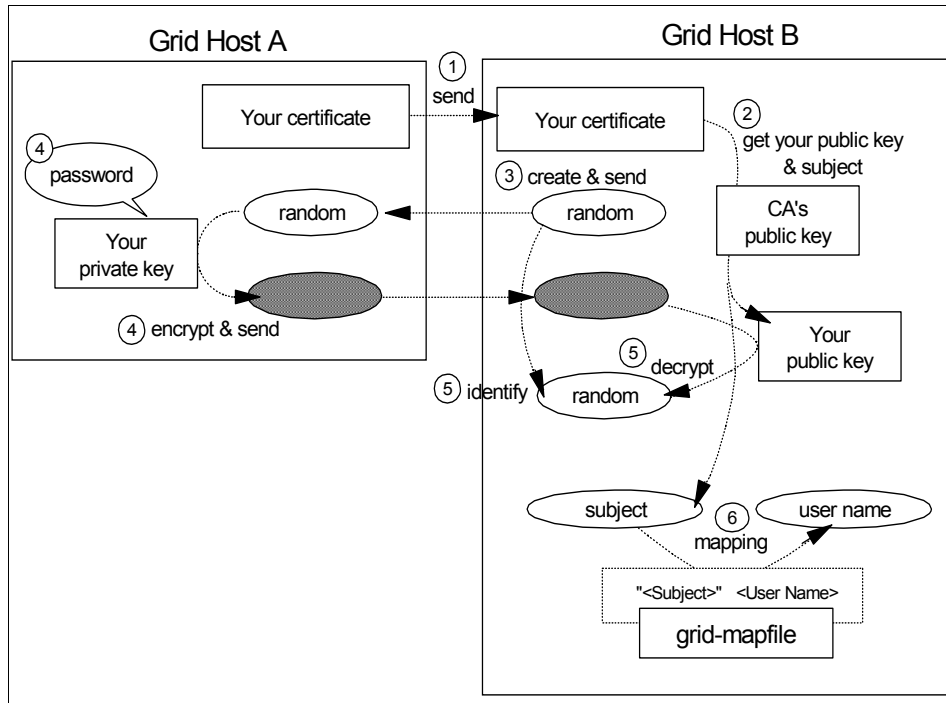 Grid Host A
Grid Host B
1
send
Your certificate
Your certificate
2
get your public key
& subject
4
password
3 create & send
random
random
CA's
public key
Your
private key
4 encrypt & send
Your
public key
5
decrypt
5 identify
random
subject
6
mapping
user name
"<Subject>" <User Name>
grid-mapfile